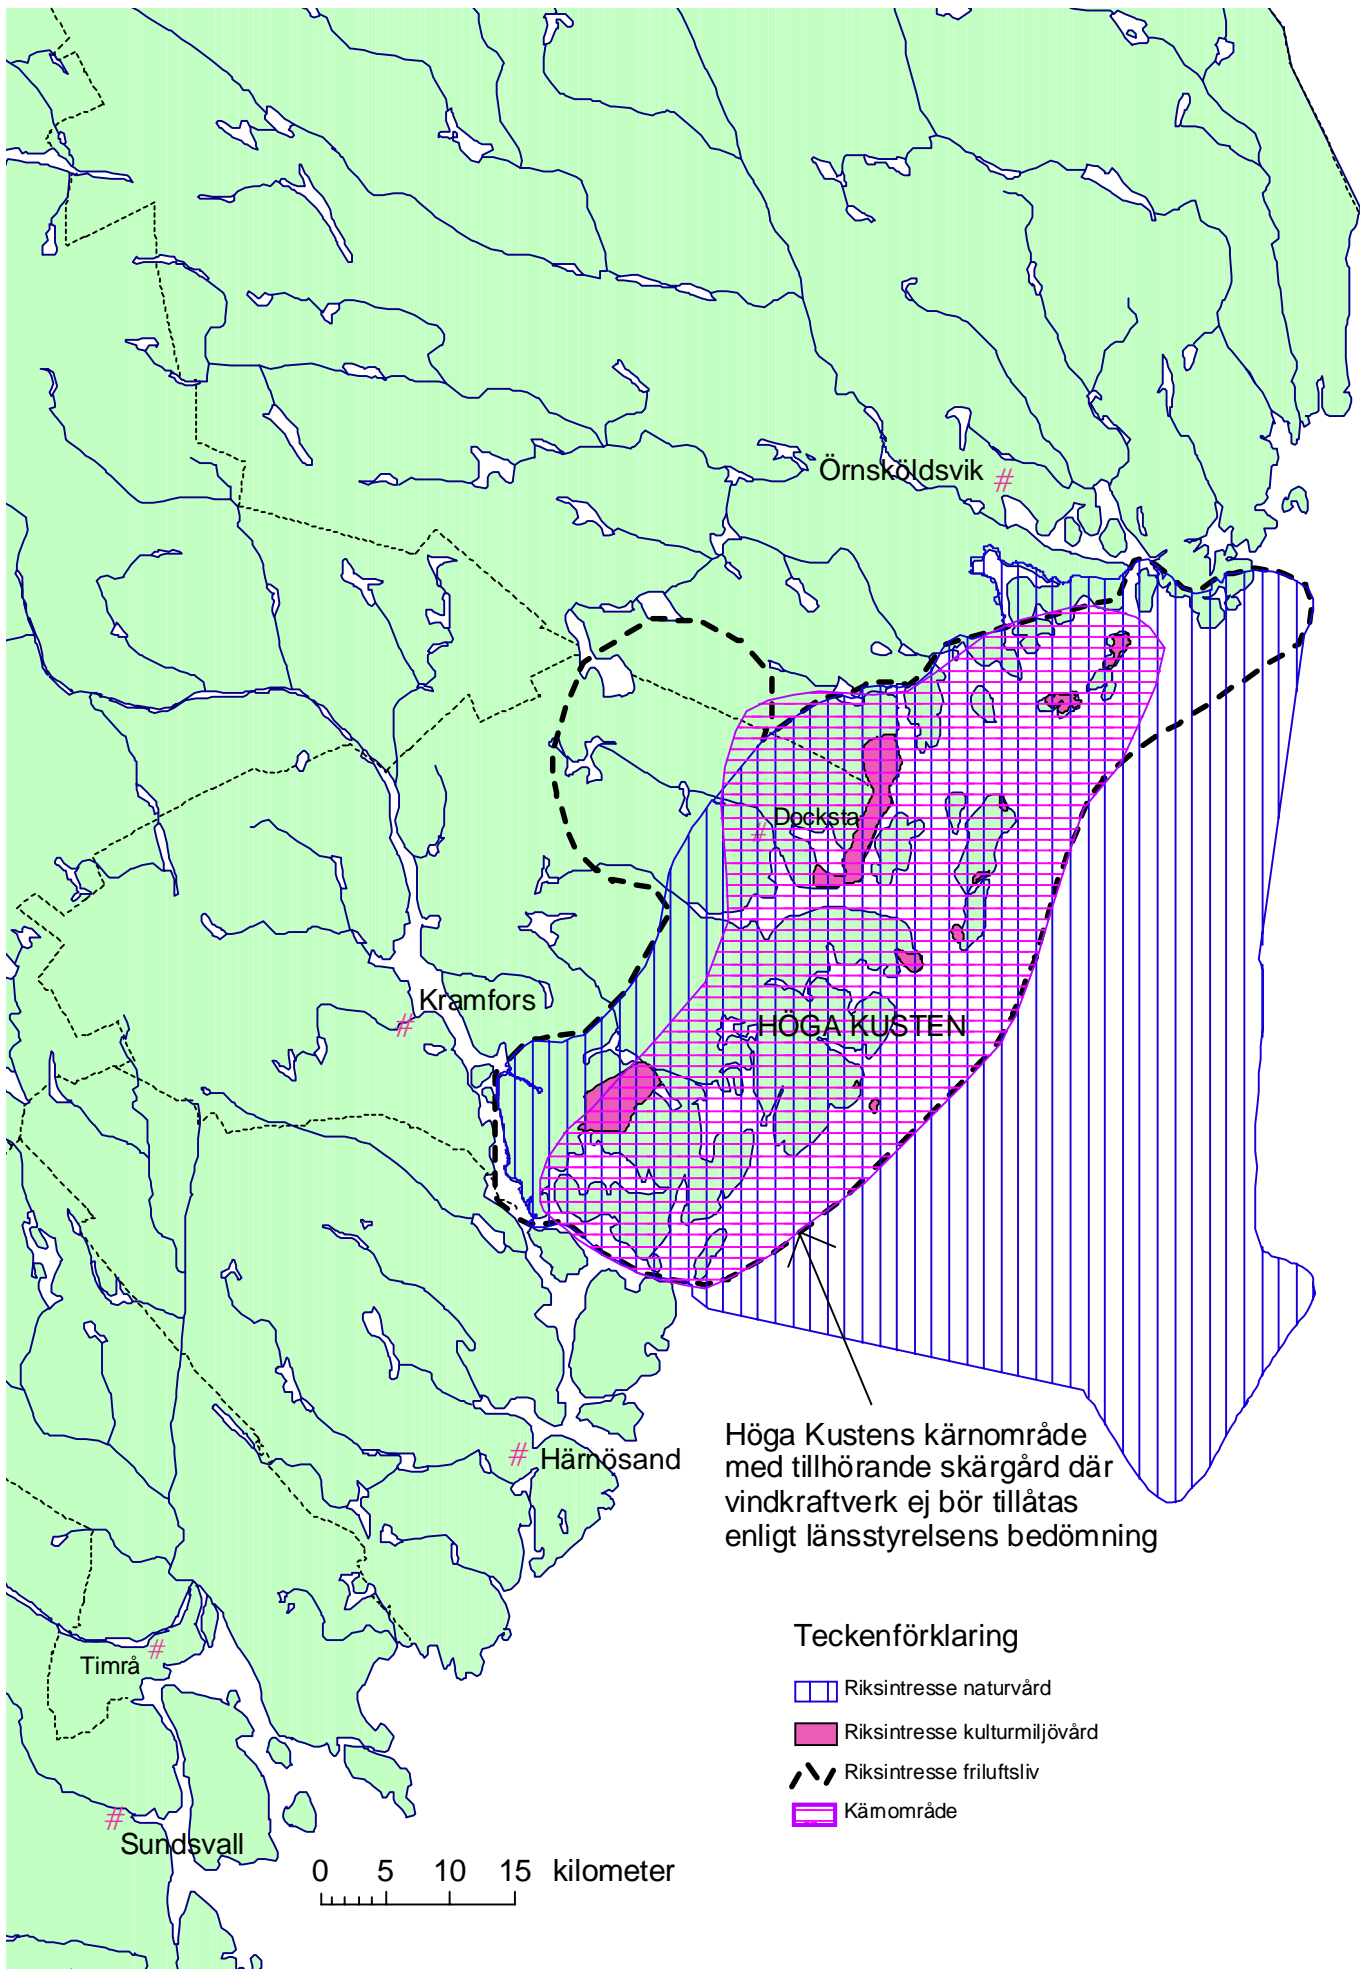 Örnsköldsvik #
# Docksta
Kramfors
#
HÖGA KUSTEN
Höga Kustens kärnområde
med tillhörande skärgård där
vindkraftverk ej bör tillåtas
enligt länsstyrelsens bedömning
# Härnösand
Teckenförklaring
Riksintresse naturvård
Riksintresse kulturmiljövård
Riksintresse friluftsliv
Kärnområde
Timrå #
#
Sundsvall
0 5 10 15 kilometer